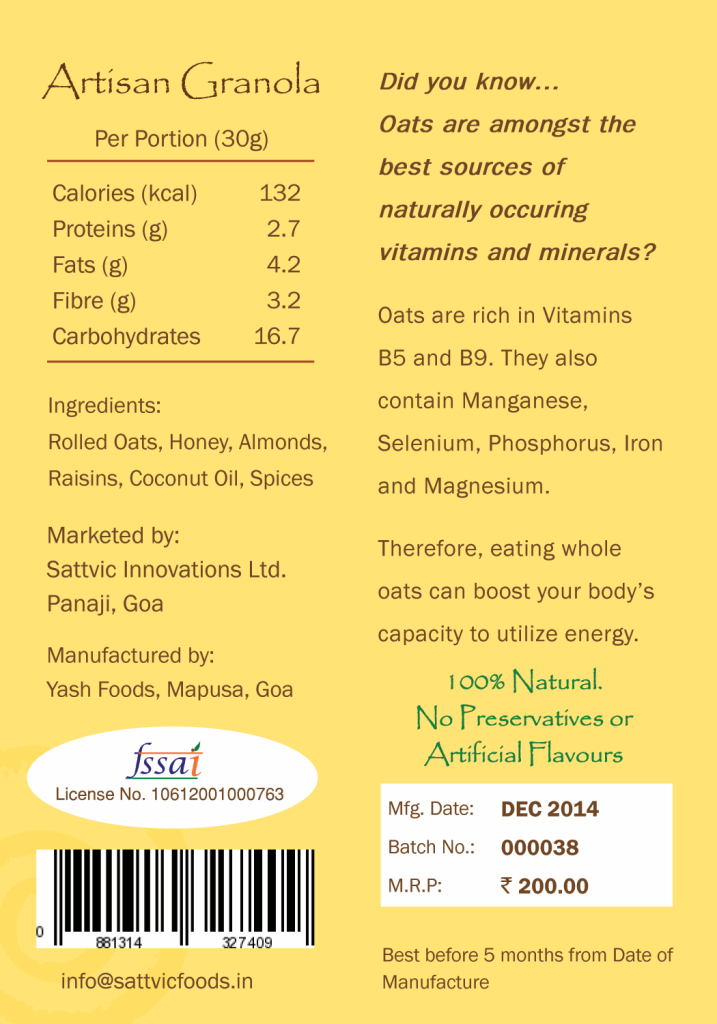 Artisan Granola
Per Portion (30g)
Calories (kcal) 132
Proteins (g) 2.7
Fats (g) 4.2
Fibre (g) 3.2
Carbohydrates 16.7
Ingredients:
Rolled Oats, Honey, Almonds,
Raisins, Coconut Oil, Spices
Marketed by:
Sattvic Innovations Ltd.
Panaji, Goa
Manufactured by:
Yash Foods, Mapusa, Goa
fssai
License No. 10612001000763
0 881314 327409
info@sattvicfoods.in
Did you know...
Oats are amongst the
best sources of
naturally occuring
vitamins and minerals?
Oats are rich in Vitamins
B5 and B9. They also
contain Manganese,
Selenium, Phosphorus, Iron
and Magnesium.
Therefore, eating whole
oats can boost your body's
capacity to utilize energy.
100% Natural.
No Preservatives or
Artificial Flavours
Mfg. Date: DEC 2014
Batch No.: 000038
M.R.P: ₹ 200.00
Best before 5 months from Date of
Manufacture